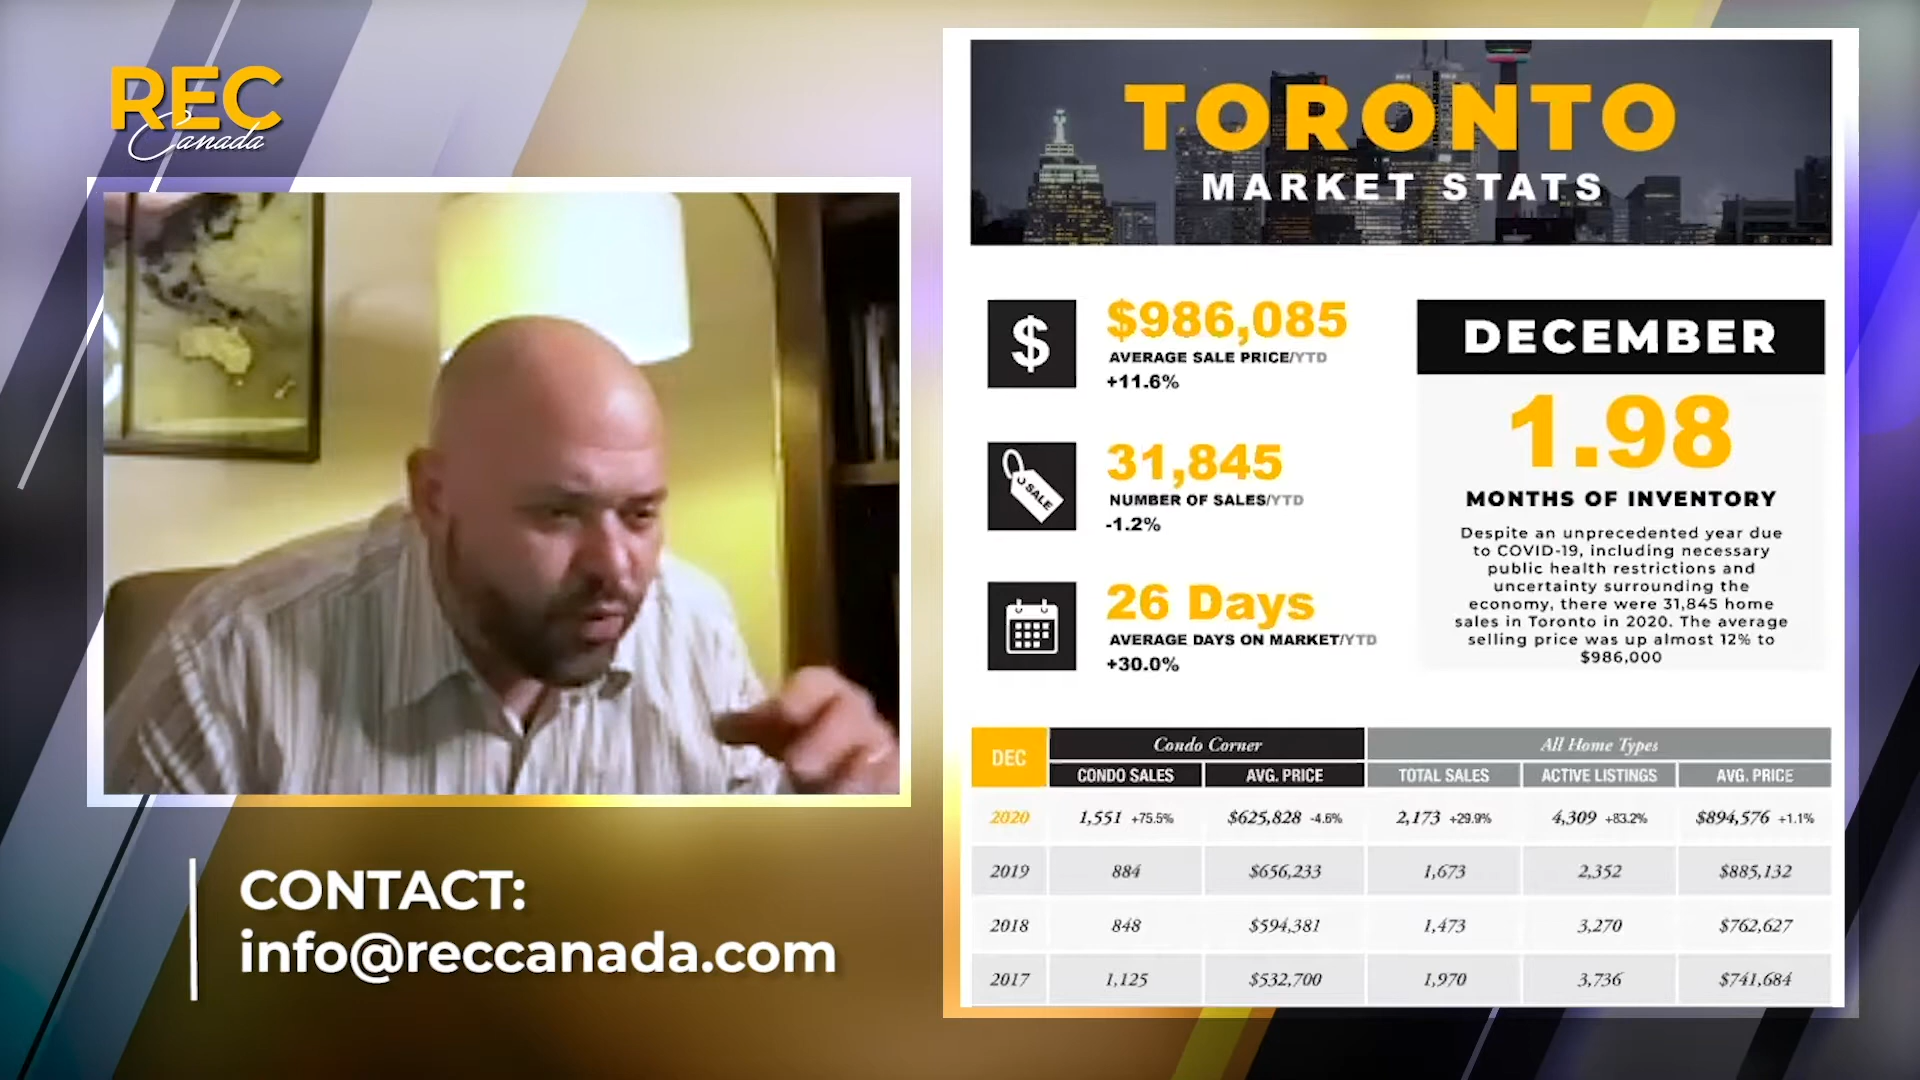 REC
Canada
TORONTO
MARKET STATS
$
$986,085
AVERAGE SALE PRICE/YTD
+11.6%
SALE
31,845
NUMBER OF SALES/YTD
-1.2%
26 Days
AVERAGE DAYS ON MARKET/YTD
+30.0%
DECEMBER
1.98
MONTHS OF INVENTORY
Despite an unprecedented year due
to COVID-19, including necessary
public health restrictions and
uncertainty surrounding the
economy, there were 31,845 home
sales in Toronto in 2020. The average
selling price was up almost 12% to
$986,000
DEC Condo Corner All Home Types
CONDO SALES AVG. PRICE TOTAL SALES ACTIVE LISTINGS AVG. PRICE
2020 1,551 +75.5% $625,828 -4.6% 2,173 +29.9% 4,309 +83.2% $894,576 +1.1%
2019 884 $656,233 1,673 2,352 $885,132
2018 848 $594,381 1,473 3,270 $762,627
2017 1,125 $532,700 1,970 3,736 $741,684
CONTACT:
info@reccanada.com